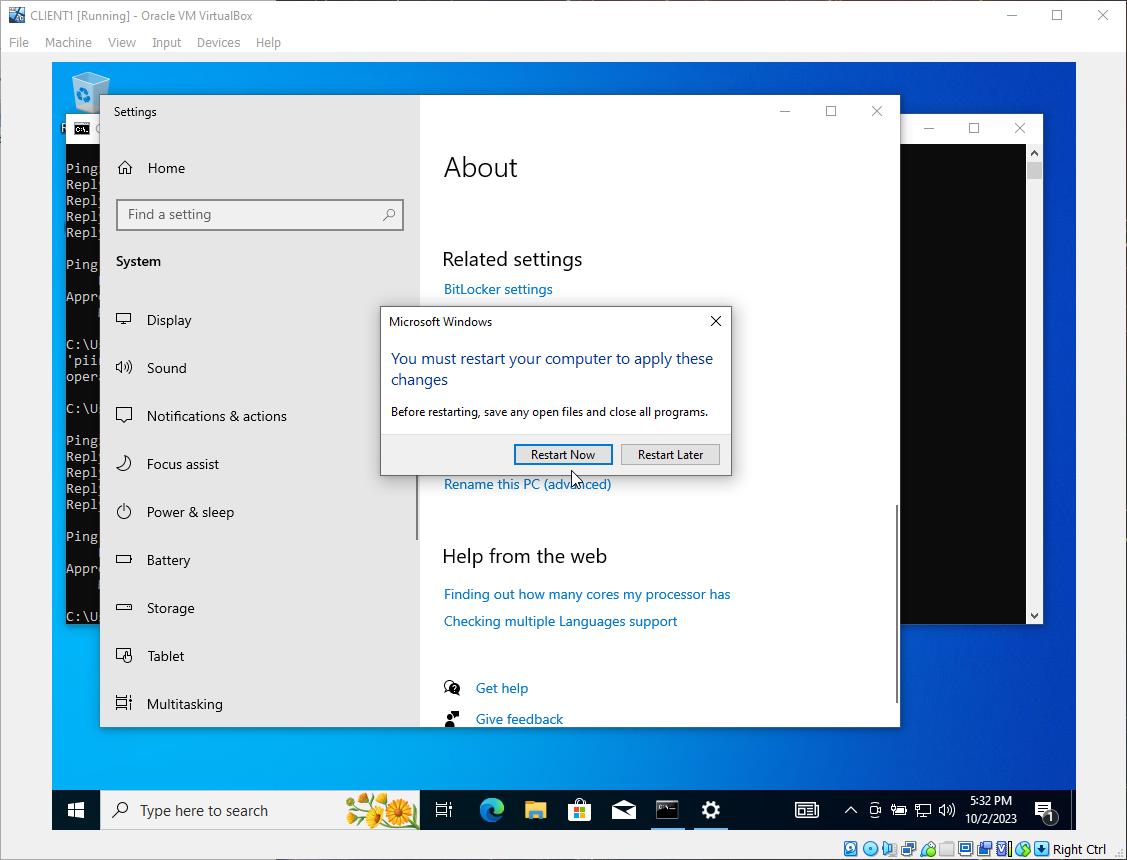 CLIENT1 [Running] - Oracle VM VirtualBox
File Machine View Input Devices Help
Settings
Home
Find a setting
System
Display
Sound
Notifications & actions
Focus assist
Power & sleep
Battery
Storage
Tablet
Multitasking
About
Related settings
BitLocker settings
Microsoft Windows
You must restart your computer to apply these
changes
Before restarting, save any open files and close all programs.
Restart Now Restart Later
Rename this PC (advanced)
Help from the web
Finding out how many cores my processor has
Checking multiple Languages support
Get help
Give feedback
Ping
Repl
Repl
Repl
Repl
Ping
Appr
C:\U
'pii
oper
C:\U
Ping
Repl
Repl
Repl
Repl
Ping
Appr
C:\U
Type here to search
5:32 PM
10/2/2023
1
Right Ctrl